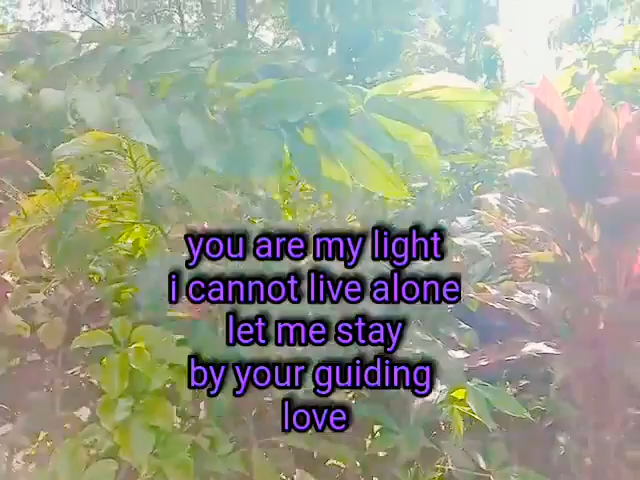 you are my light
i cannot live alone
let me stay
by your guiding
love